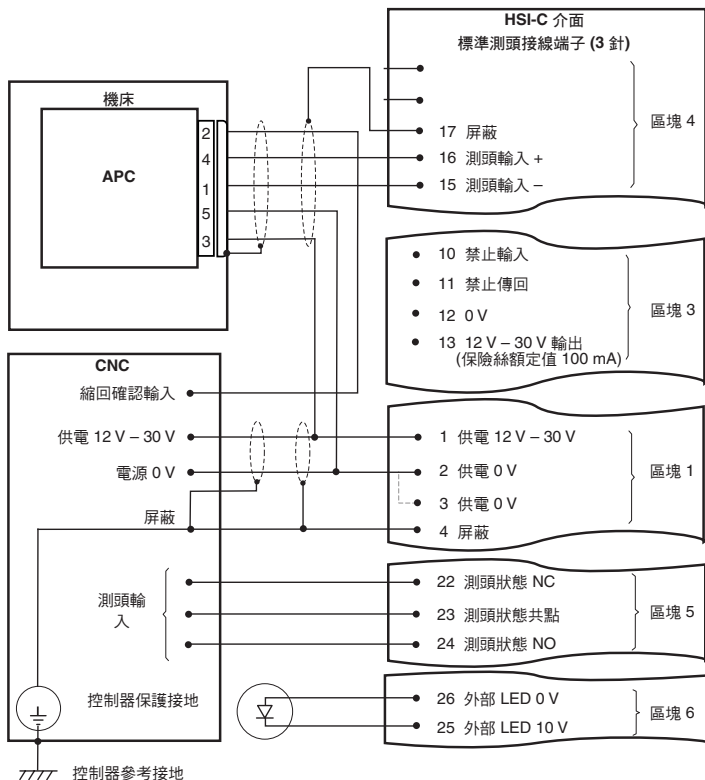 HSI-C 介面
標準測頭接線端子 (3 針)
17 屏蔽
16 測頭輸入 +
15 測頭輸入 –
區塊 4
機床
APC
2
4
1
5
3
10 禁止輸入
11 禁止傳回
12 0 V
13 12 V – 30 V 輸出
(保險絲額定值 100 mA)
區塊 3
CNC
縮回確認輸入
供電 12 V – 30 V
電源 0 V
屏蔽
1 供電 12 V – 30 V
2 供電 0 V
3 供電 0 V
4 屏蔽
區塊 1
測頭輸
入
22 測頭狀態 NC
23 測頭狀態共點
24 測頭狀態 NO
區塊 5
控制器保護接地
26 外部 LED 0 V
25 外部 LED 10 V
區塊 6
控制器參考接地